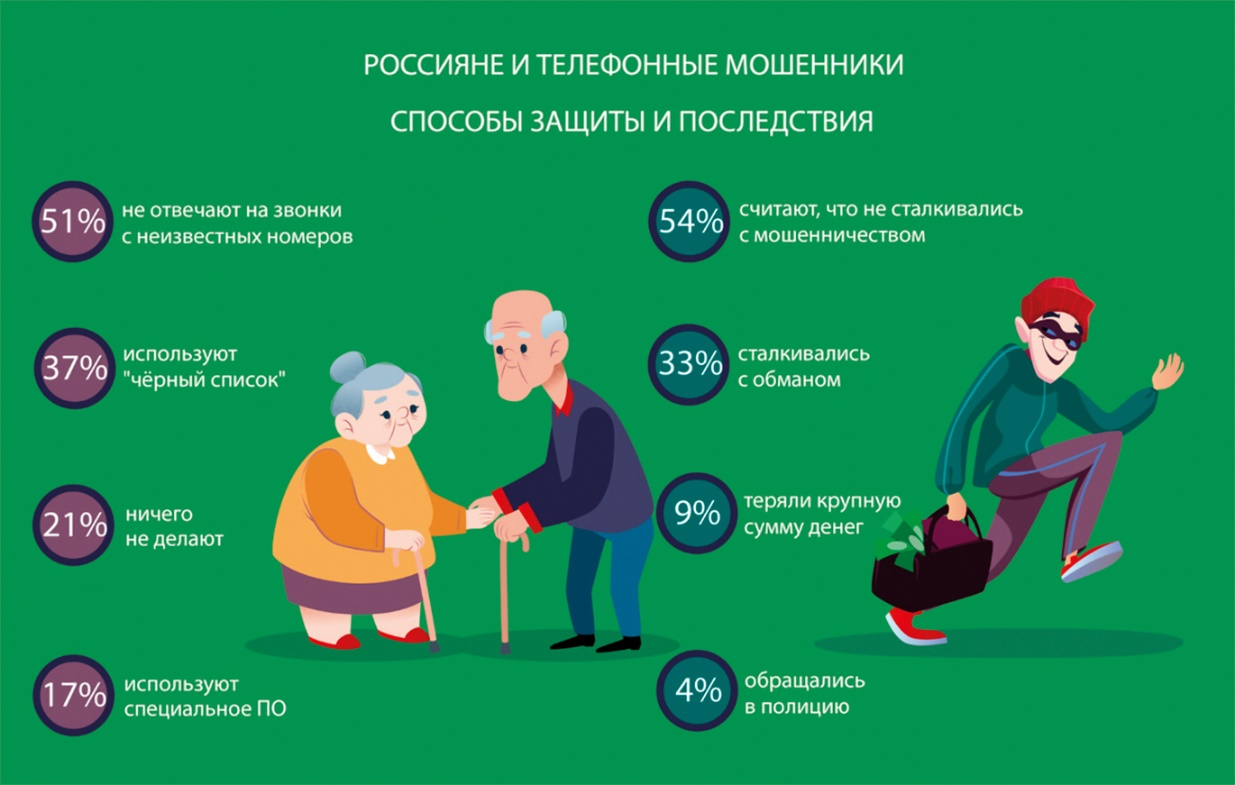 РОССИЯНЕ И ТЕЛЕФОННЫЕ МОШЕННИКИ
СПОСОБЫ ЗАЩИТЫ И ПОСЛЕДСТВИЯ
51%
не отвечают на звонки
с неизвестных номеров
37%
используют
"чёрный список"
21%
ничего
не делают
17%
используют
специальное ПО
54%
считают, что не сталкивались
с мошенничеством
33%
сталкивались
с обманом
9%
теряли крупную
сумму денег
4%
обращались
в полицию